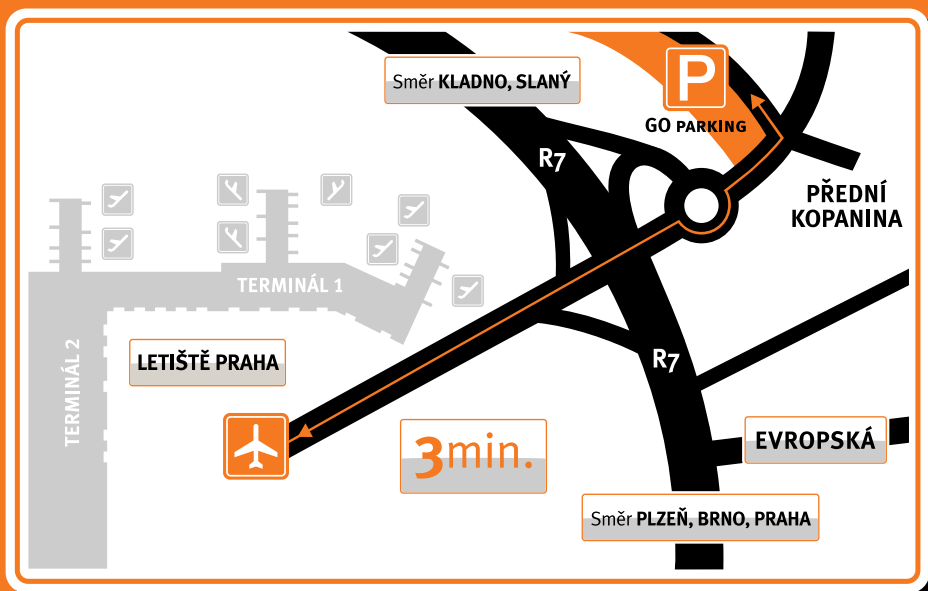 Směr KLADNO, SLANÝ
P
GO PARKING
R7
PŘEDNÍ
KOPANINA
TERMINÁL 1
TERMINÁL 2
LETIŠTĚ PRAHA
R7
3min.
EVROPSKÁ
Směr PLZEŇ, BRNO, PRAHA